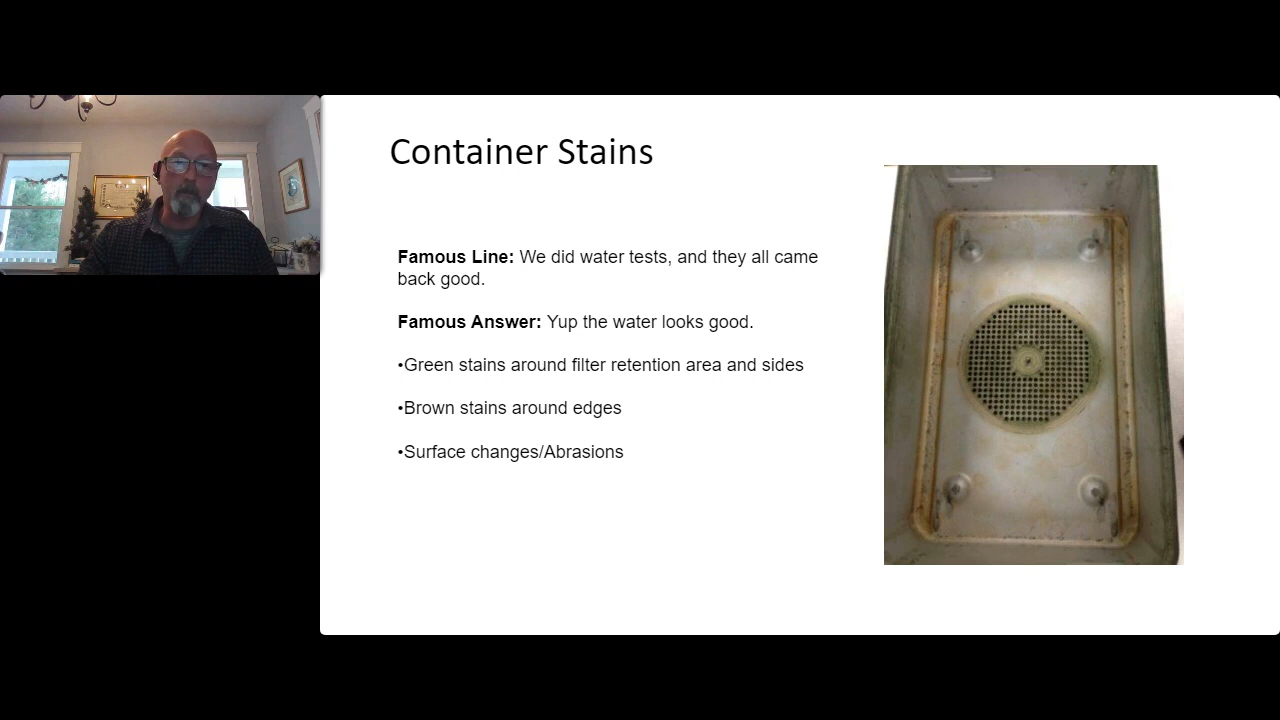 Container Stains
Famous Line: We did water tests, and they all came
back good.
Famous Answer: Yup the water looks good.
•Green stains around filter retention area and sides
•Brown stains around edges
•Surface changes/Abrasions